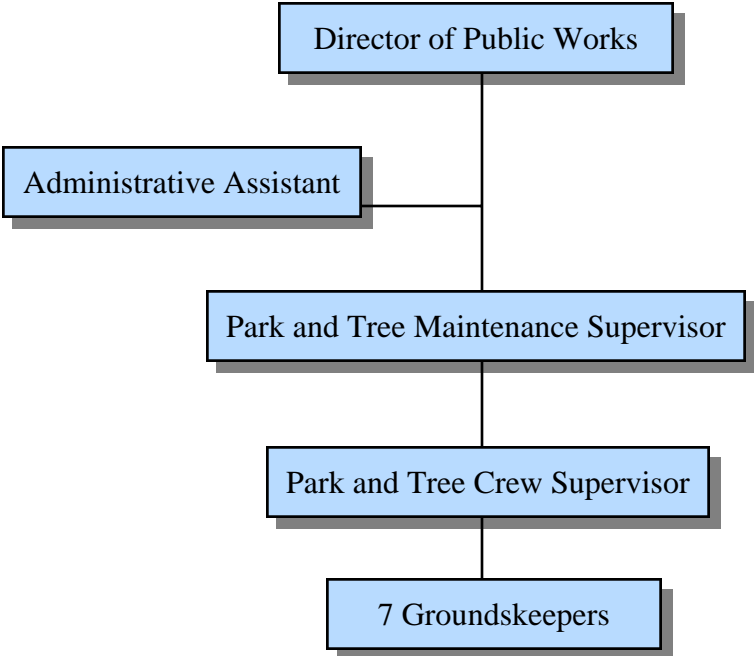 Director of Public Works
Administrative Assistant
Park and Tree Maintenance Supervisor
Park and Tree Crew Supervisor
7 Groundskeepers